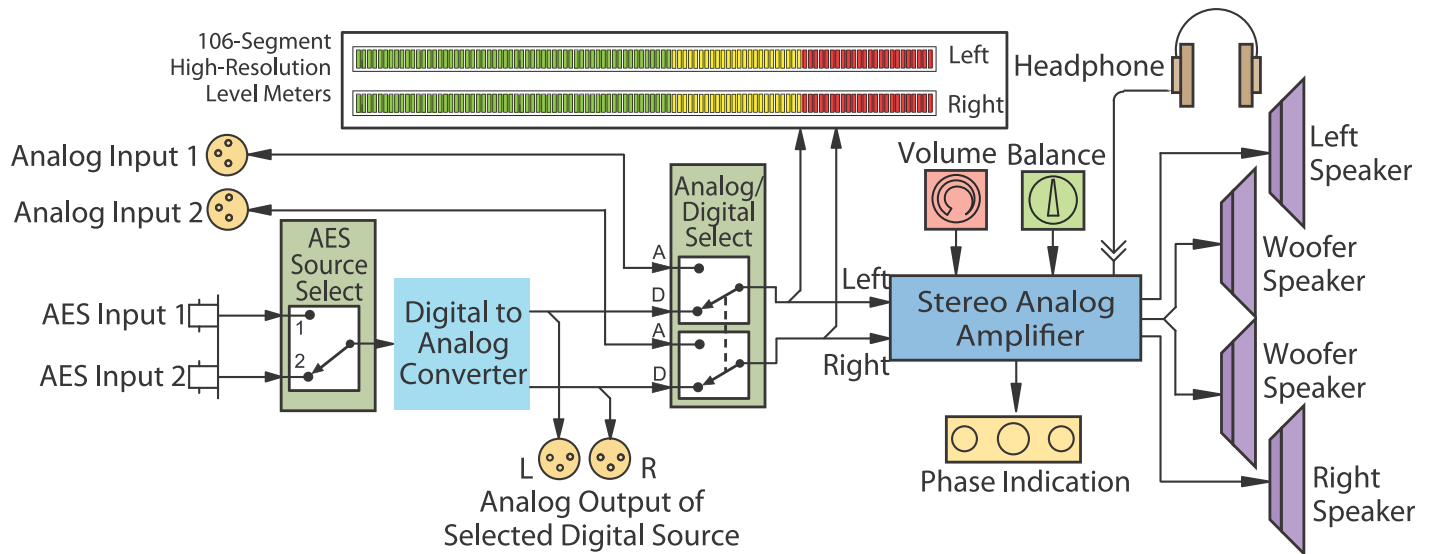 106-Segment
High-Resolution
Level Meters
Left
Right
Headphone
Left
Speaker
Analog Input 1
Analog Input 2
Volume
Balance
Analog/
Digital
Select
AES
Source
Select
A
D
A
D
Left
Right
Stereo Analog
Amplifier
Woofer
Speaker
Woofer
Speaker
AES Input 1
AES Input 2
1
2
Digital to
Analog
Converter
L
R
Analog Output of
Selected Digital Source
Phase Indication
Right
Speaker